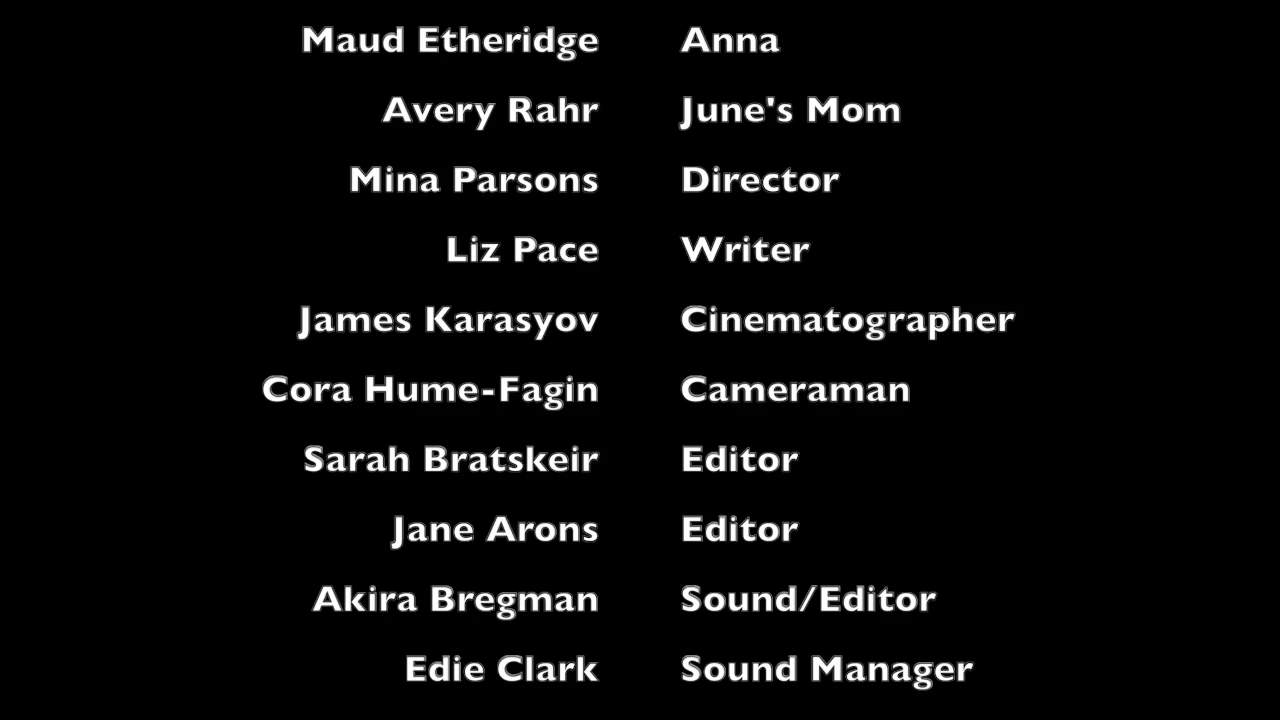 Maud Etheridge Anna
Avery Rahr June's Mom
Mina Parsons Director
Liz Pace Writer
James Karasyov Cinematographer
Cora Hume-Fagin Cameraman
Sarah Bratskeir Editor
Jane Arons Editor
Akira Bregman Sound/Editor
Edie Clark Sound Manager